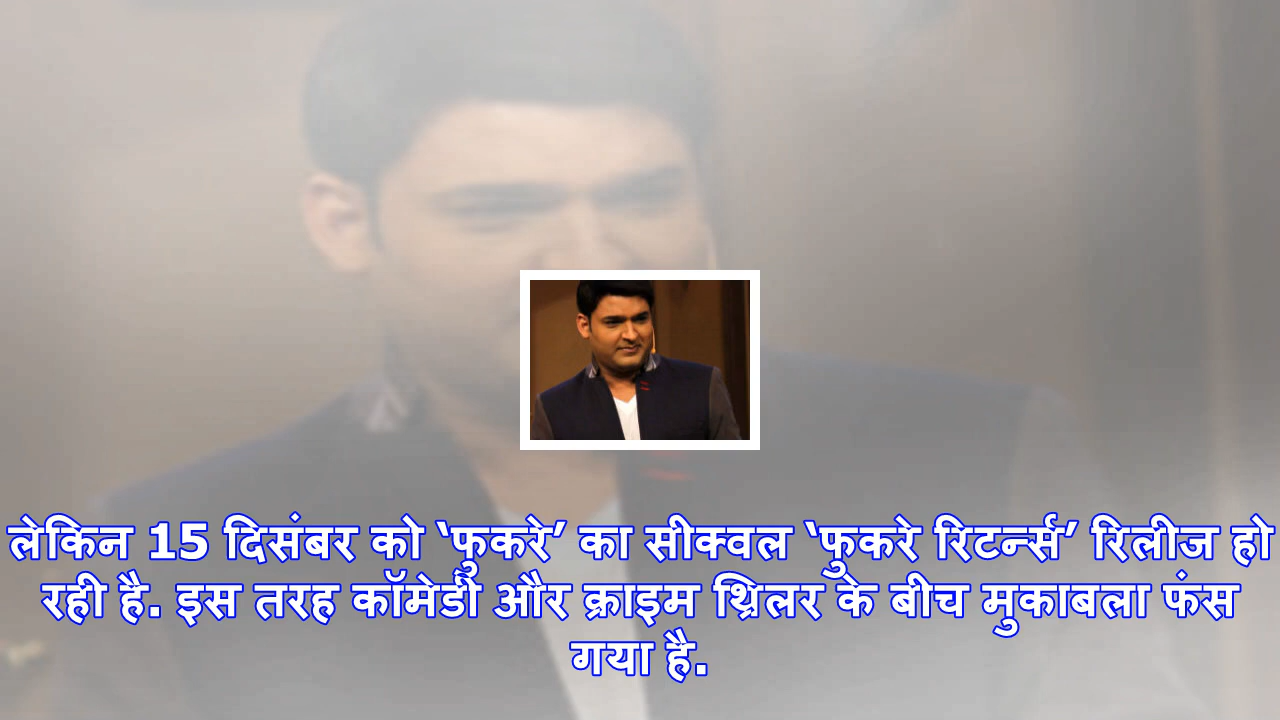 लेकिन 15 दिसंबर को ‘फुकरे’ का सीक्वल ‘फुकरे रिटर्न्स’ रिलीज हो
रही है. इस तरह कॉमेडी और क्राइम थ्रिलर के बीच मुकाबला फंस
गया है.